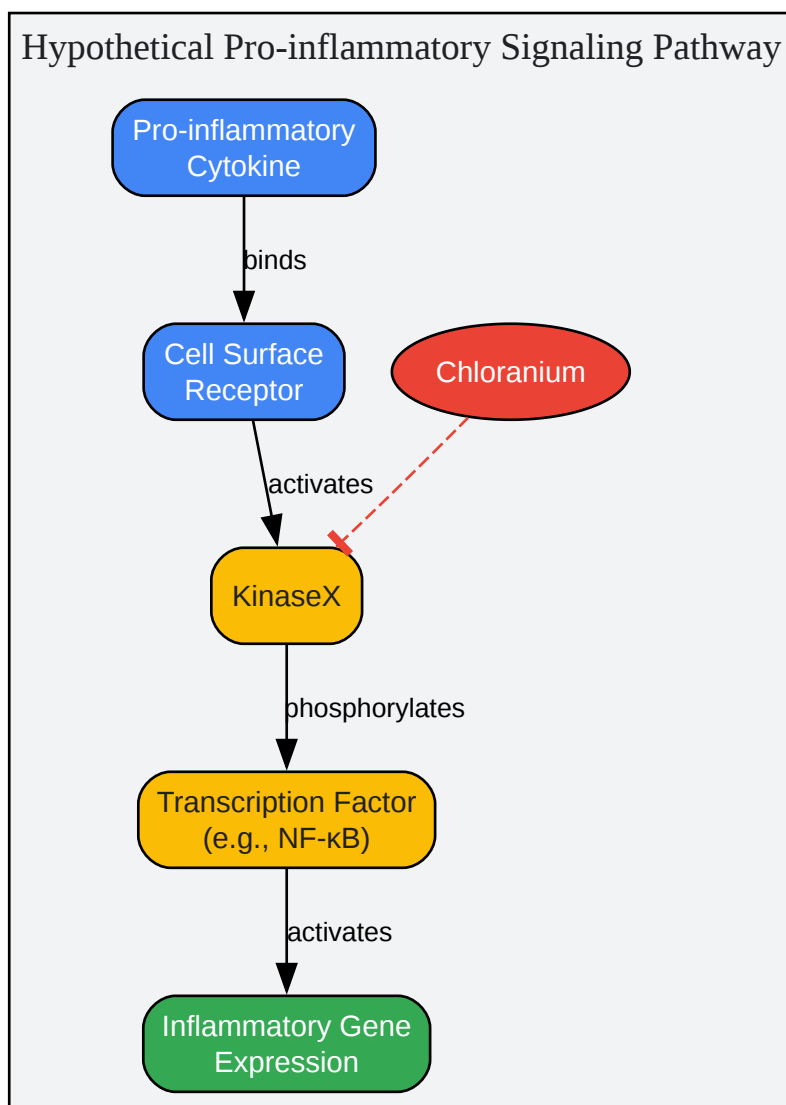 Hypothetical Pro-inflammatory Signaling Pathway
Pro-inflammatory
Cytokine
binds
Cell Surface
Receptor
Chloranium
activates
KinaseX
phosphorylates
Transcription Factor
(e.g., NF-κB)
activates
Inflammatory Gene
Expression